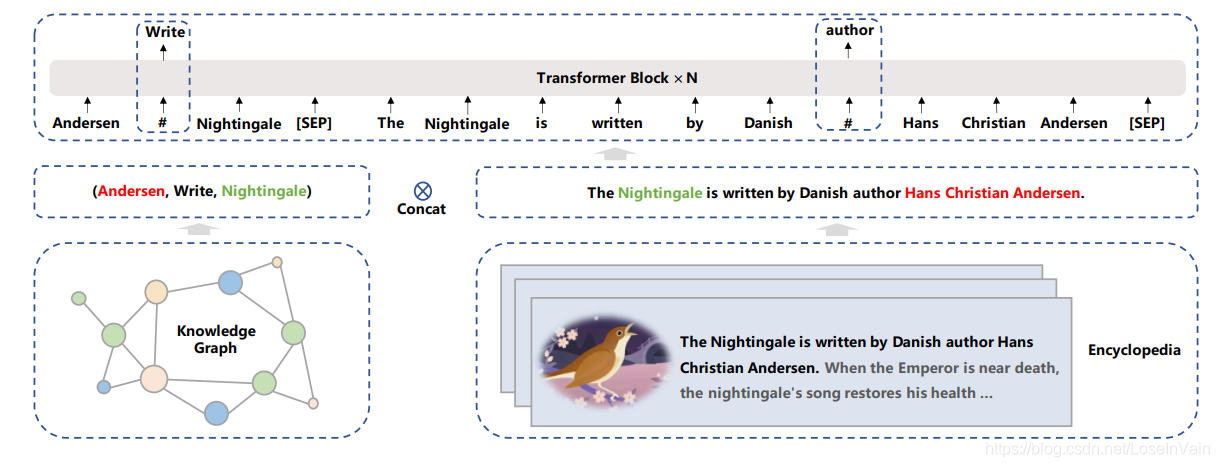 Write
author
Transformer Block × N
Andersen # Nightingale [SEP] The Nightingale is written by Danish # Hans Christian Andersen [SEP]
(Andersen, Write, Nightingale)
Concat
The Nightingale is written by Danish author Hans Christian Andersen.
Knowledge
Graph
The Nightingale is written by Danish author Hans
Christian Andersen. When the Emperor is near death,
the nightingale's song restores his health ...
Encyclopedia
https://blog.csdn.net/LoseInVain